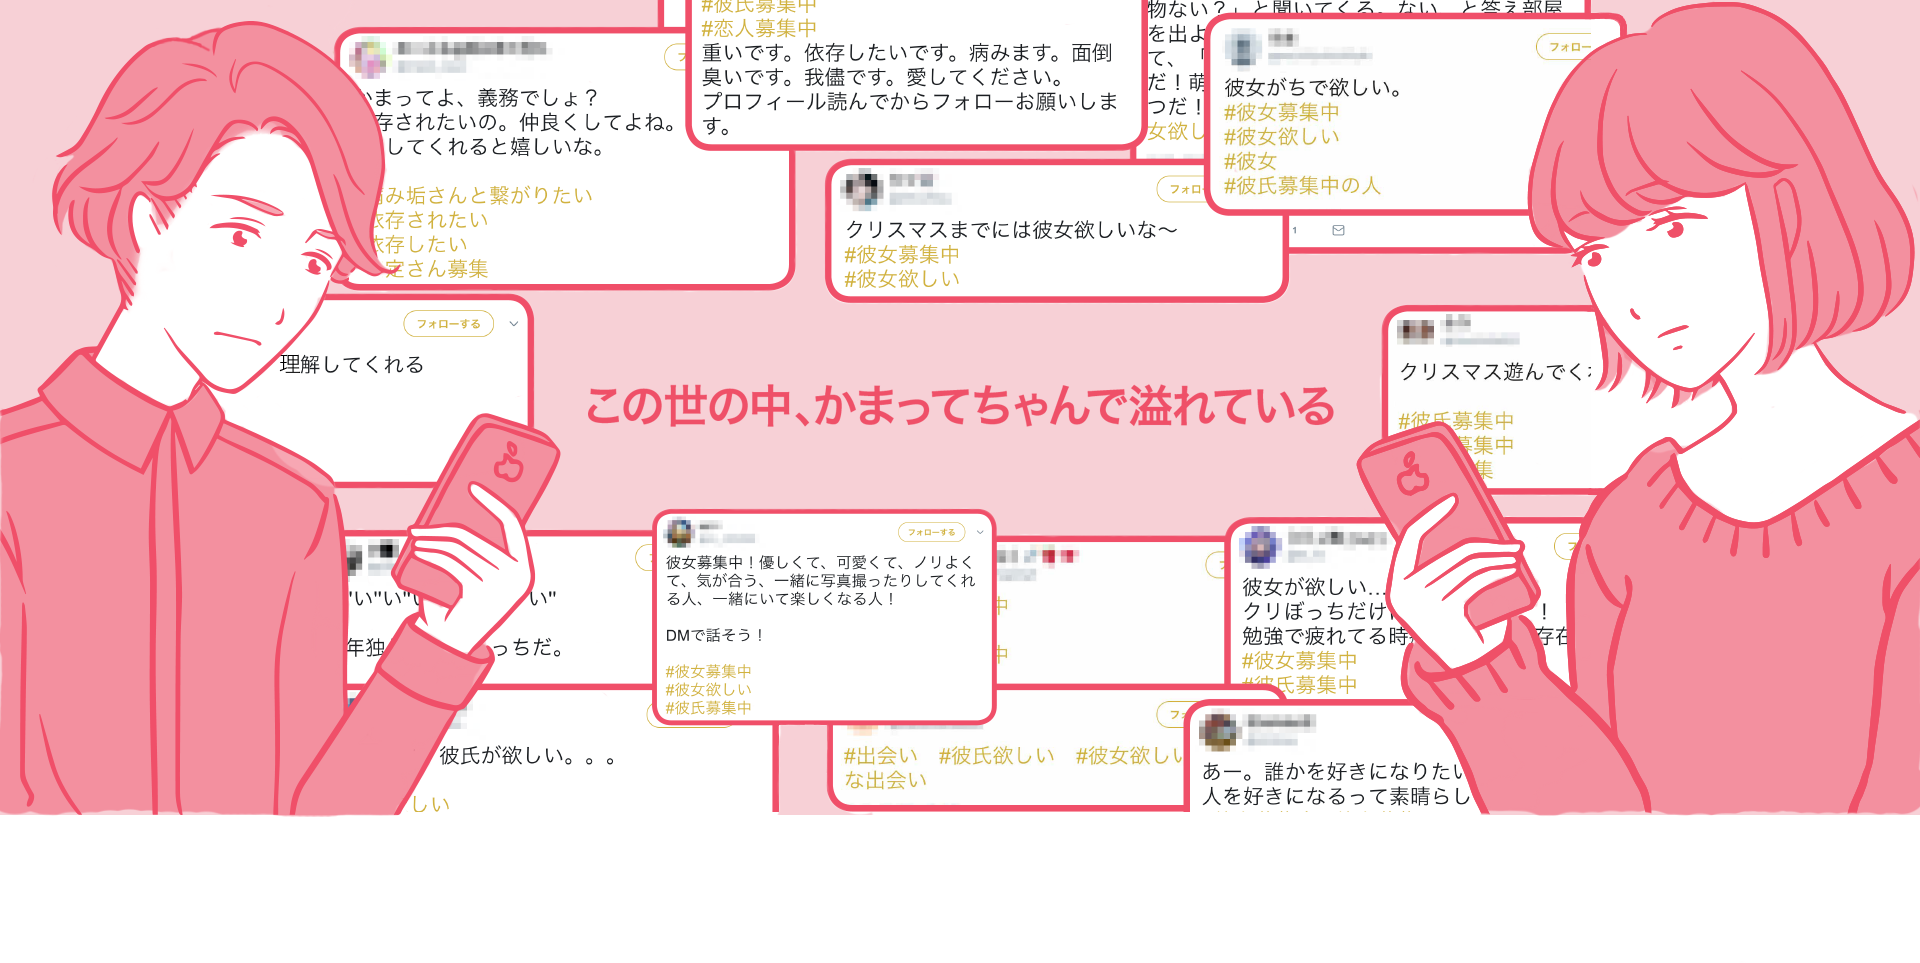 #彼氏募集中
#恋人募集中
重いです。依存したいです。病みます。面倒
臭いです。我儘です。愛してください。
プロフィール読んでからフォローお願いしま
す。
まってよ、義務でしょ?
存されたいの。仲良くしてよね。
してくれると嬉しいな。
み垢さんと繋がりたい
依存されたい
依存したい
定さん募集
物ない?」と聞いてくる。ない、と答え部屋
を出よ
て、「
だ!萌
つだ!
女欲し
フォロー
彼女がちで欲しい。
#彼女募集中
#彼女欲しい
#彼女
#彼氏募集中の人
1
フォロ
クリスマスまでには彼女欲しいな〜
#彼女募集中
#彼女欲しい
フォローする
理解してくれる
この世の中、かまってちゃんで溢れている
クリスマス遊んでく
#彼氏募集中
募集中
集
"い"い"い
い"
年独
っちだ。
フォローする
彼女募集中!優しくて、可愛くて、ノリよく
て、気が合う、一緒に写真撮ったりしてくれ
る人、一緒にいて楽しくなる人!
DMで話そう!
#彼女募集中
#彼女欲しい
#彼氏募集中
中
中
フ
彼女が欲しい…
クリぼっちだけ
!
勉強で疲れてる時
存在
#彼女募集中
#彼氏募集中
彼氏が欲しい。。。
しい
フォ
#出会い #彼氏欲しい #彼女欲しい
な出会い
あー。誰かを好きになりたい
人を好きになるって素晴らし